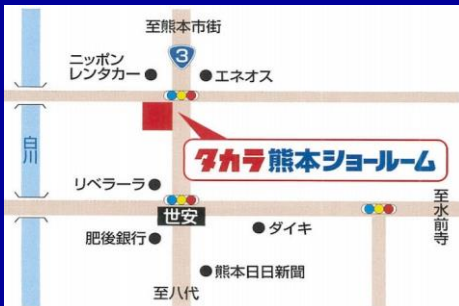 至熊本市街
3
ニッポン
レンタカー
エネオス
白川
タカラ 熊本ショールーム
リベラーラ
世安
至水前寺
肥後銀行
ダイキ
熊本日日新聞
至八代